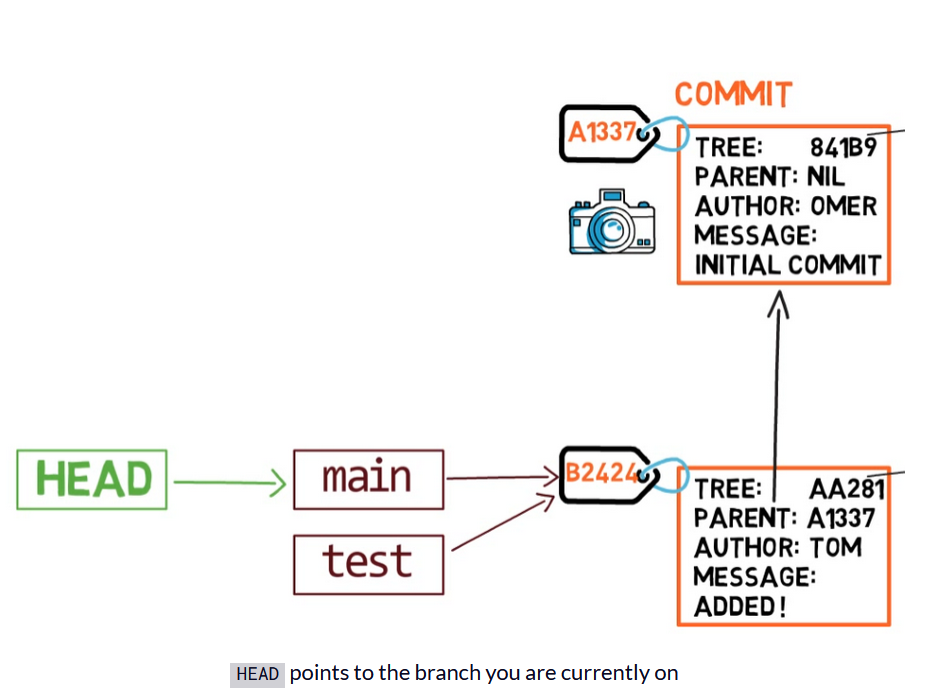 COMMIT
A1337
TREE: 841B9
PARENT: NIL
AUTHOR: OMER
MESSAGE:
INITIAL COMMIT
HEAD
main
test
B2424
TREE: AA281
PARENT: A1337
AUTHOR: TOM
MESSAGE:
ADDED!
HEAD points to the branch you are currently on